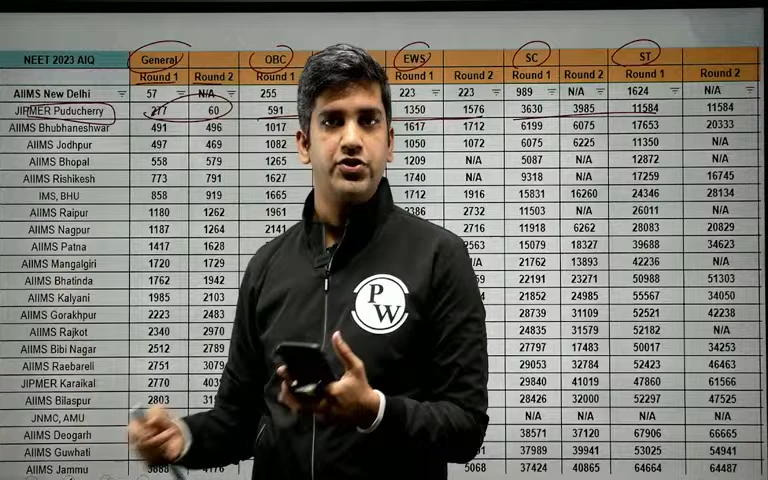 NEET 2023 AIQ General OBC EWS SC ST
Round 1 Round 2 Round 1 Round 1 Round 2 Round 1 Round 2 Round 1 Round 2
AIIMS New Delhi 57 N/A 255 223 223 989 N/A 1624 N/A
JIPMER Puducherry 277 60 591 1350 1576 3630 3985 11584 11584
AIIMS Bhubhaneshwar 491 496 1017 1617 1712 6199 6075 17653 20333
AIIMS Jodhpur 497 469 1082 1050 1072 6075 6225 11350 N/A
AIIMS Bhopal 558 579 1265 1209 N/A 5087 N/A 12872 N/A
AIIMS Rishikesh 773 791 1627 1740 N/A 9318 N/A 17259 16745
IMS, BHU 858 919 1665 1712 1916 15831 16260 24346 28134
AIIMS Raipur 1180 1262 1961 2386 2732 11503 N/A 26011 N/A
AIIMS Nagpur 1187 1264 2141 2716 11918 6262 28083 20829
AIIMS Patna 1417 1628 2563 15079 18327 39688 34623
AIIMS Mangalgiri 1720 1729 N/A 21762 13893 42236 N/A
AIIMS Bhatinda 1762 1942 22191 23271 50988 51303
AIIMS Kalyani 1985 2103 21852 24985 55567 34050
AIIMS Gorakhpur 2223 2483 28739 31109 52521 42238
AIIMS Rajkot 2340 2970 24835 31579 52182 N/A
AIIMS Bibi Nagar 2512 2789 27797 17483 50017 34253
AIIMS Raebareli 2751 3079 29053 32784 52423 46463
JIPMER Karaikal 2770 29840 41019 47860 61566
AIIMS Bilaspur 2803 28426 32000 52297 47525
JNMC, AMU N/A N/A N/A N/A
AIIMS Deogarh 38571 37120 67906 66665
AIIMS Guwhati 37989 39941 53025 54941
AIIMS Jammu 3888 4176 5068 37424 40865 64664 64487
PW